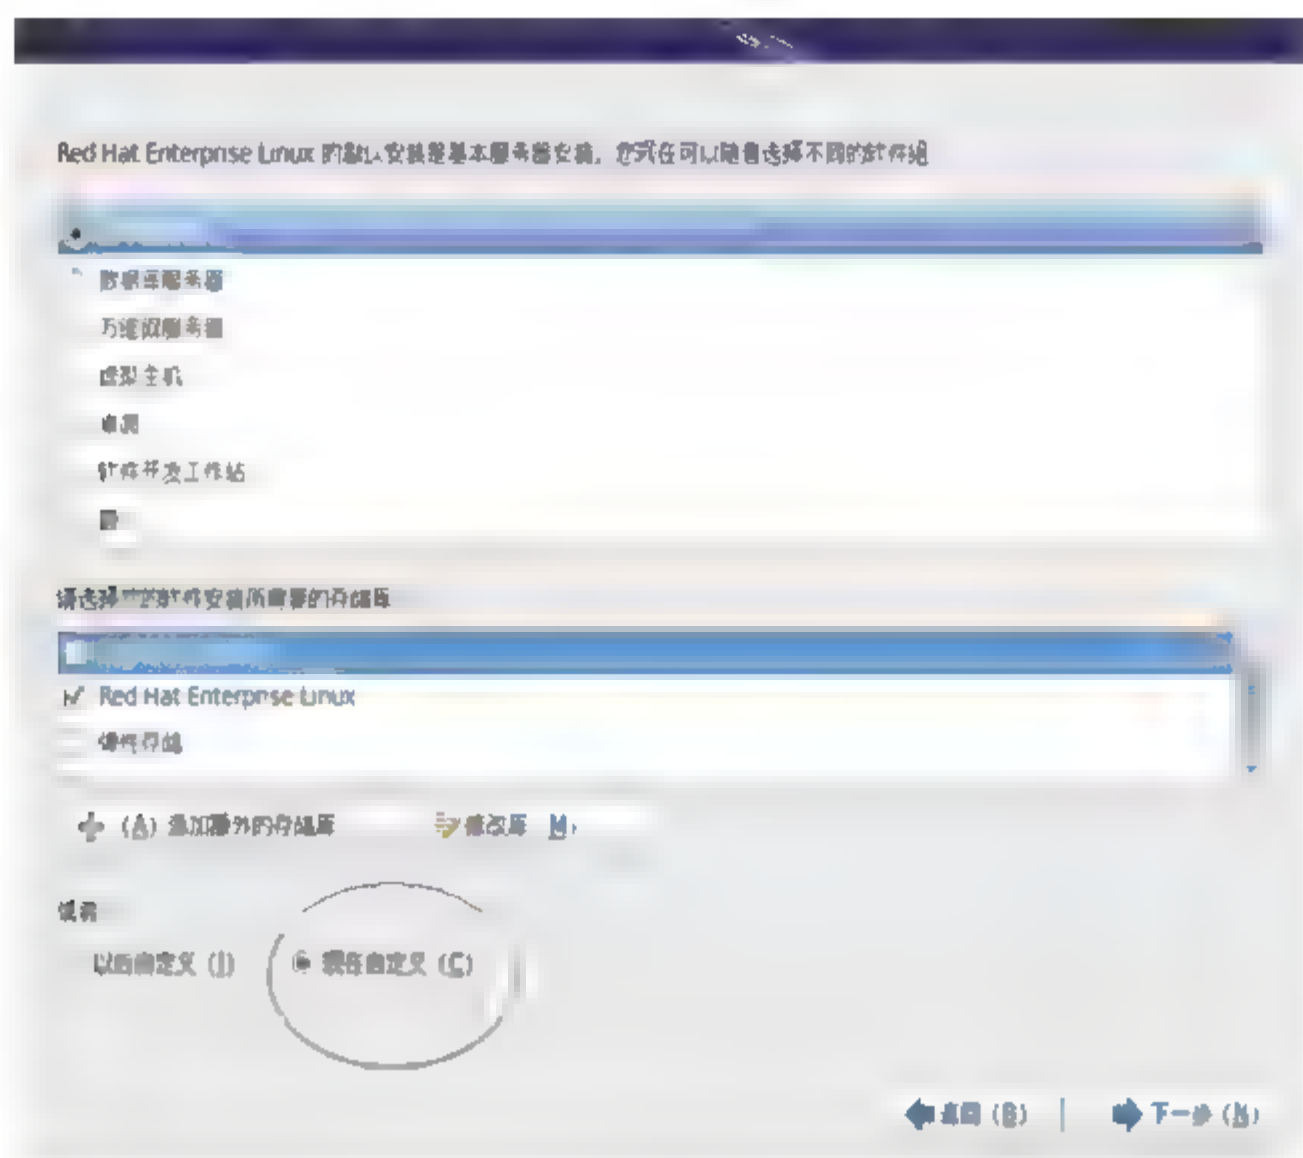 Red Hat Enterprise Linux 的默认安装是基本服务器安装。您现在可以随意选择不同的软件组
数据库服务器
万维网服务器
虚拟主机
桌面
软件开发工作站
请选择您的软件安装所需要的存储库
Red Hat Enterprise Linux
弹性存储
(A) 添加额外的存储库
修改库 M)
或者
以后自定义 (l)
现在自定义 (C)
返回 (B)
下一步 (N)